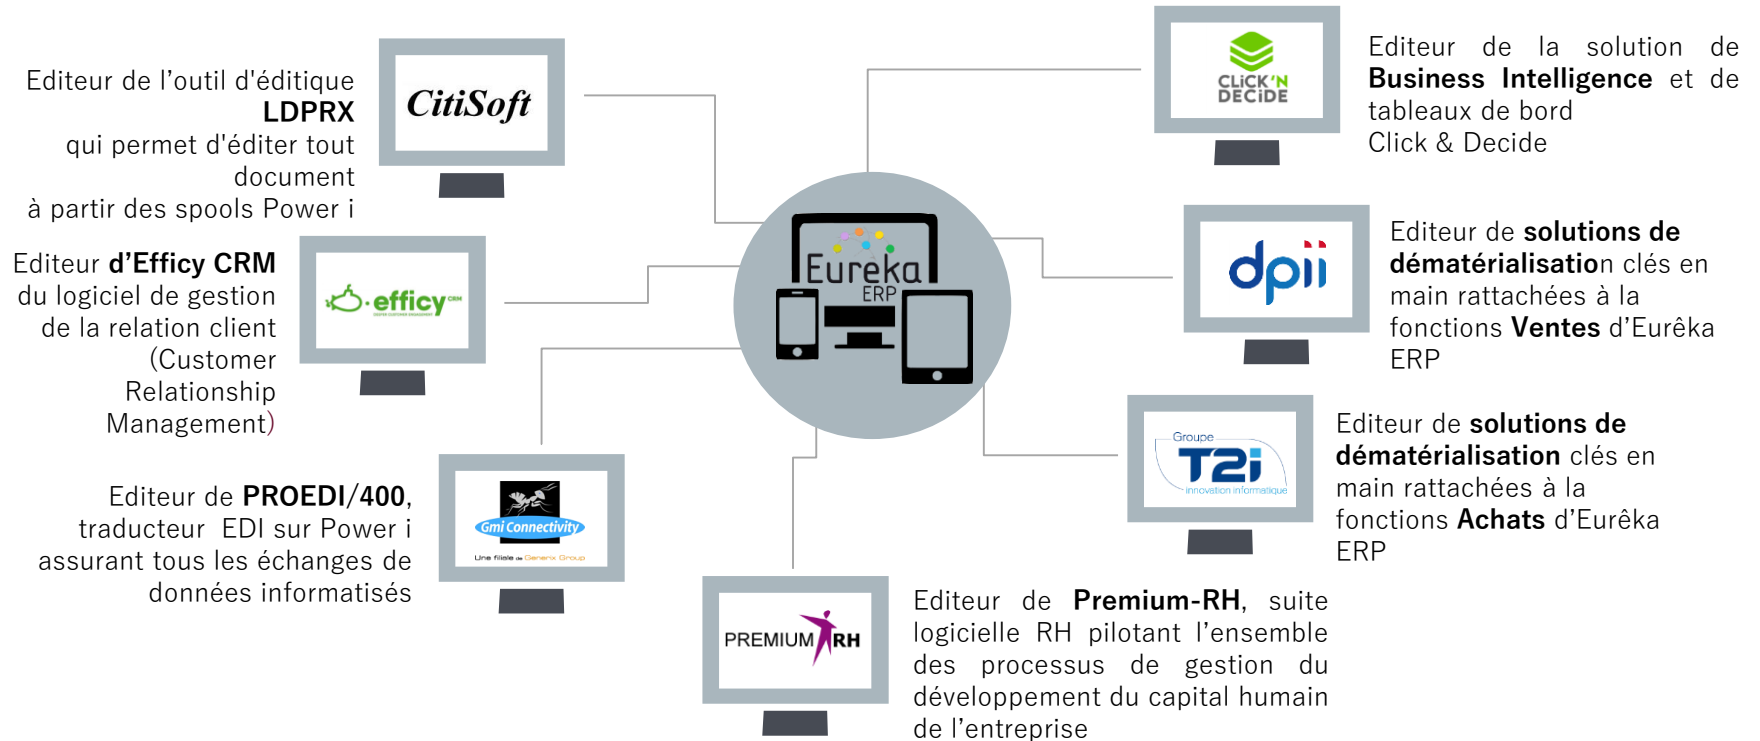 Editeur de l’outil d'éditique
LDPRX
qui permet d'éditer tout
document
à partir des spools Power i
CitiSoft
Editeur d’Efficy CRM
du logiciel de gestion
de la relation client
(Customer
Relationship
Management)
efficy CRM
Editeur de PROEDI/400,
traducteur EDI sur Power i
assurant tous les échanges de
données informatisés
Gmi Connectivity
Une filiale de Generix Group
Eureka
ERP
PREMIUM RH
Editeur de Premium-RH, suite
logicielle RH pilotant l’ensemble
des processus de gestion du
développement du capital humain
de l’entreprise
CLiCK'N
DECiDE
Editeur de la solution de
Business Intelligence et de
tableaux de bord
Click & Decide
dpii
Editeur de solutions de
dématérialisation clés en
main rattachées à la
fonctions Ventes d’Eurêka
ERP
Groupe
T2i
innovation informatique
Editeur de solutions de
dématérialisation clés en
main rattachées à la
fonctions Achats d’Eurêka
ERP